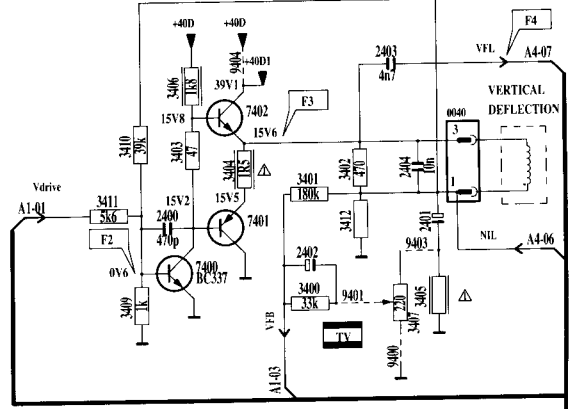 +40D
+40D
F4
9404
+40D1
2403
VFL
A4-07
4n7
3406
1k8
39V1
F3
VERTICAL
DEFLECTION
15V8
7402
0040
3410
39k
15V6
3
3403
47
3404
1R5
3401
180k
3402
470
2404
10n
1
Vdrive
15V2
15V5
A1-01
3411
5k6
2400
470p
7401
3412
2401
F2
NIL
A4-06
2402
9403
0V6
7400
BC337
3400
33k
9401
220
3407
3405
3409
1k
VFB
TV
9400
A1-03